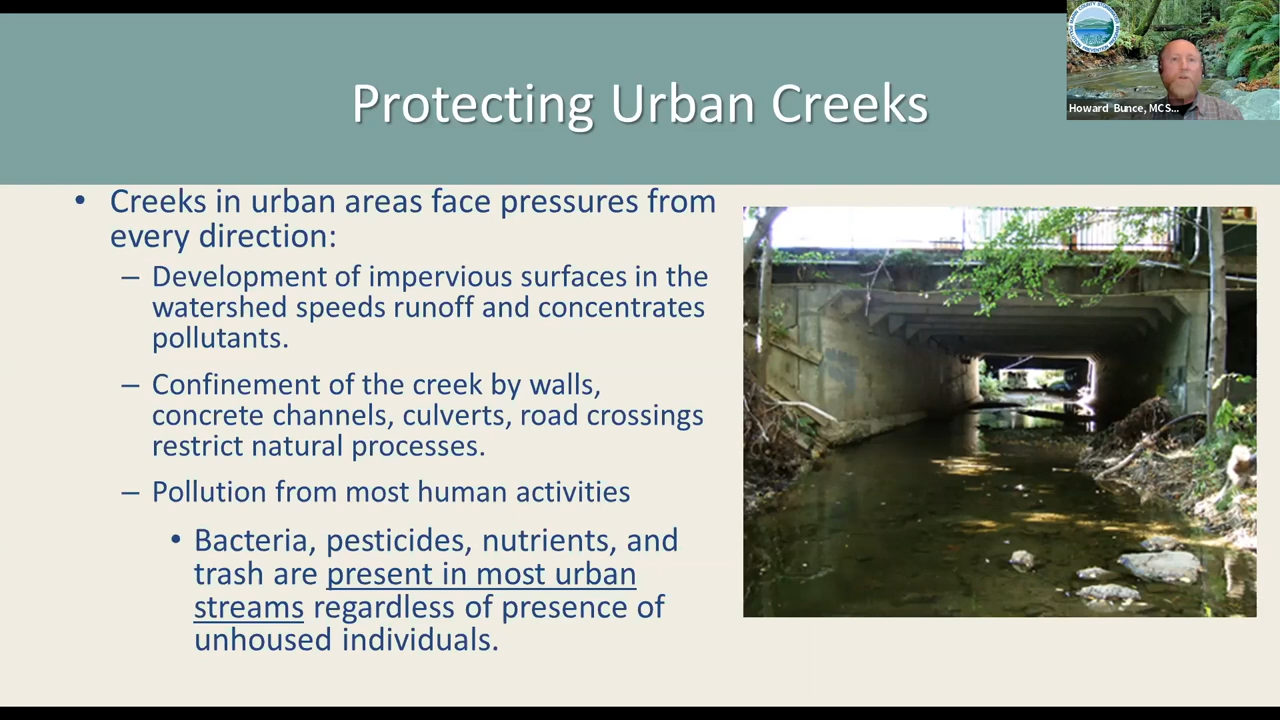 Protecting Urban Creeks
Howard Bunce, MCS...
• Creeks in urban areas face pressures from
every direction:
– Development of impervious surfaces in the
watershed speeds runoff and concentrates
pollutants.
– Confinement of the creek by walls,
concrete channels, culverts, road crossings
restrict natural processes.
– Pollution from most human activities
• Bacteria, pesticides, nutrients, and
trash are present in most urban
streams regardless of presence of
unhoused individuals.